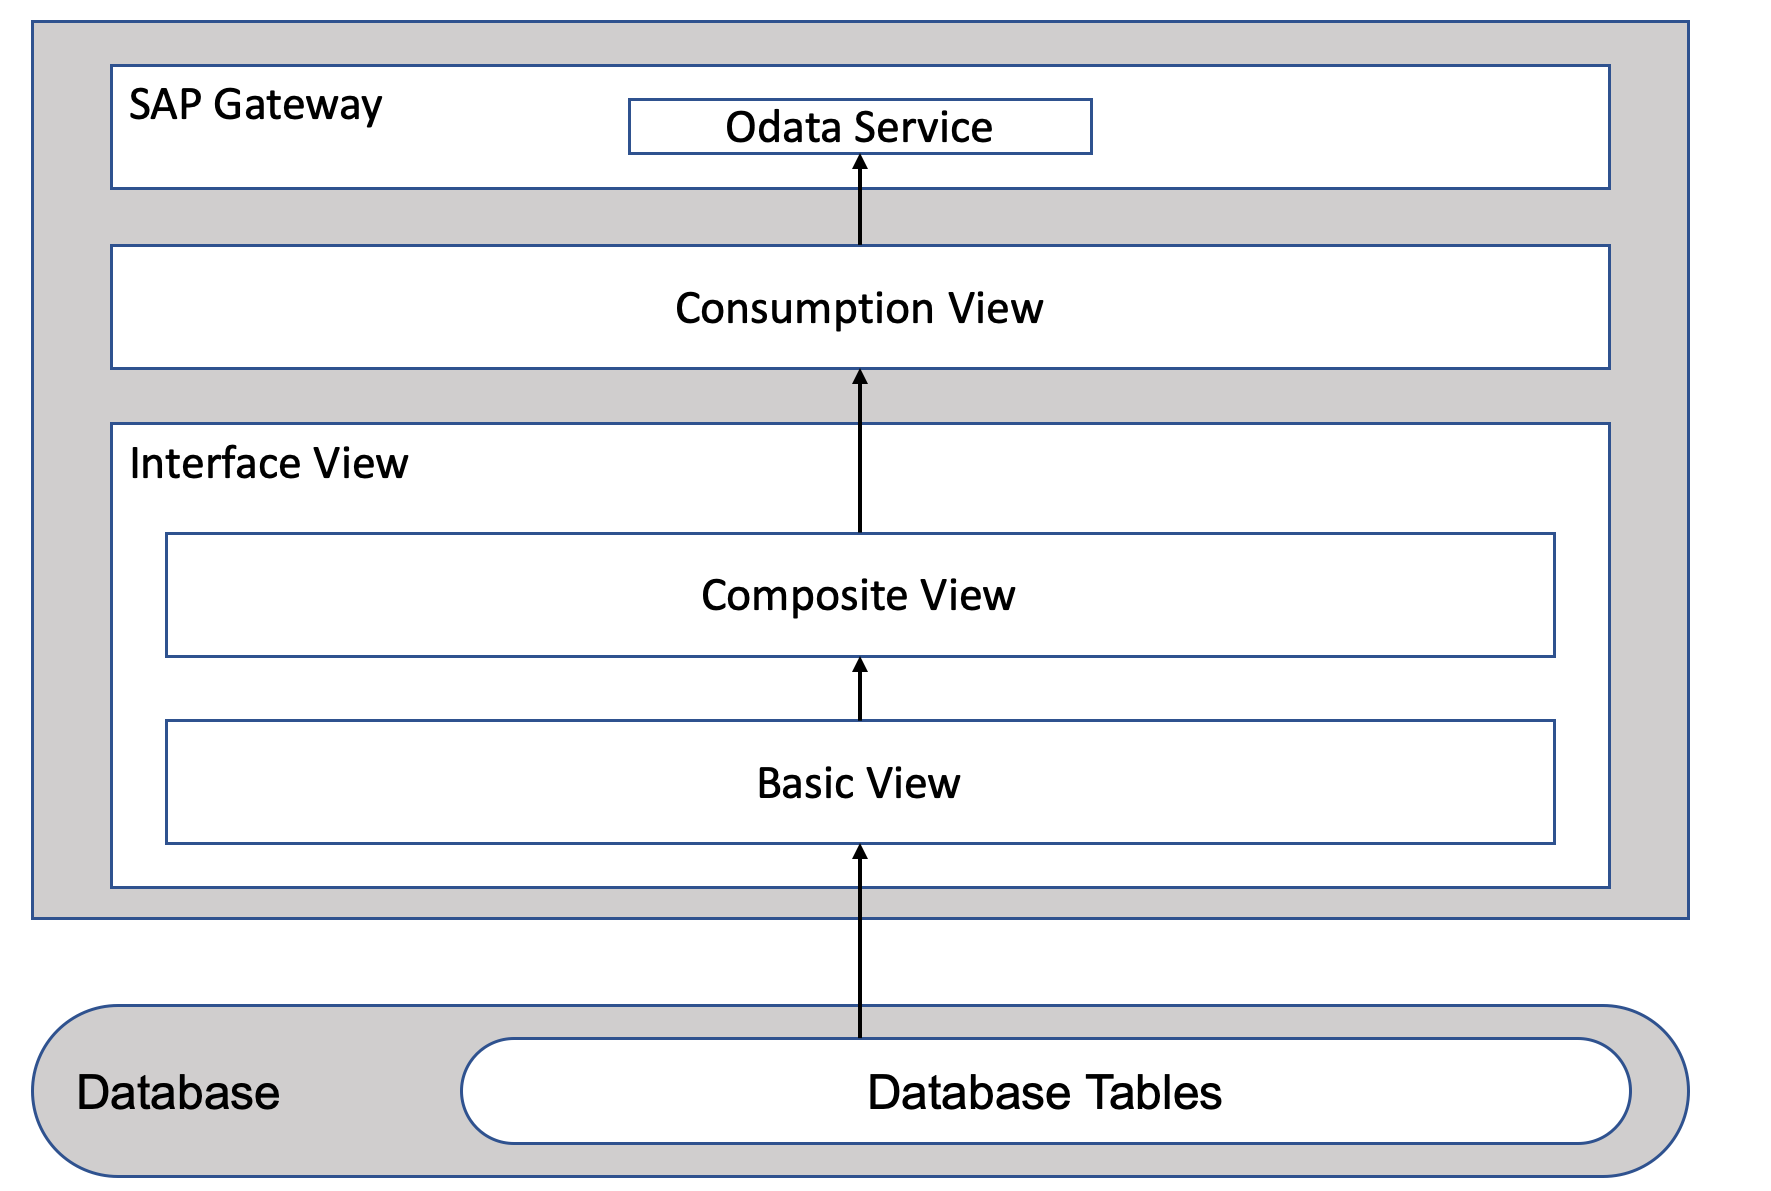 SAP Gateway
Odata Service
Consumption View
Interface View
Composite View
Basic View
Database
Database Tables